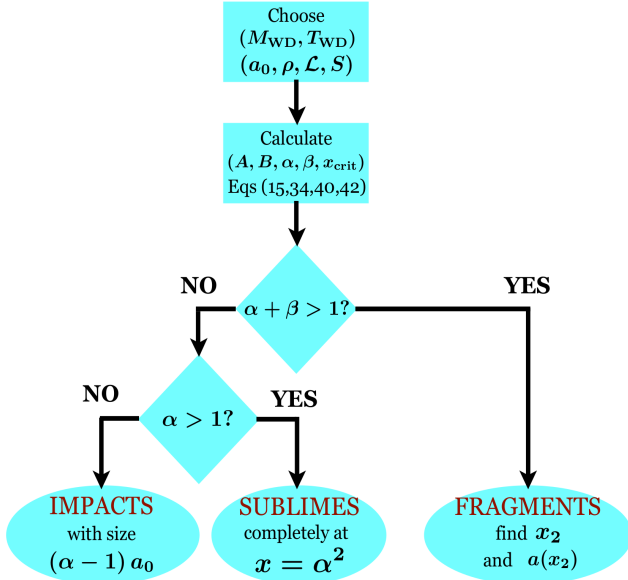 Choose
(M_WD, T_WD)
(a_0, ρ, ℒ, S)
Calculate
(A, B, α, β, x_crit)
Eqs (15,34,40,42)
NO
YES
α + β > 1?
NO
YES
α > 1?
IMPACTS
with size
(α − 1) a_0
SUBLIMES
completely at
x = α^2
FRAGMENTS
find x_2
and a(x_2)